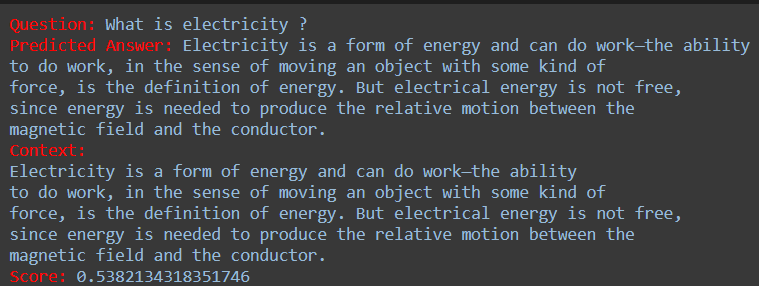 Question: What is electricity ?
Predicted Answer: Electricity is a form of energy and can do work—the ability
to do work, in the sense of moving an object with some kind of
force, is the definition of energy. But electrical energy is not free,
since energy is needed to produce the relative motion between the
magnetic field and the conductor.
Context:
Electricity is a form of energy and can do work—the ability
to do work, in the sense of moving an object with some kind of
force, is the definition of energy. But electrical energy is not free,
since energy is needed to produce the relative motion between the
magnetic field and the conductor.
Score: 0.5382134318351746